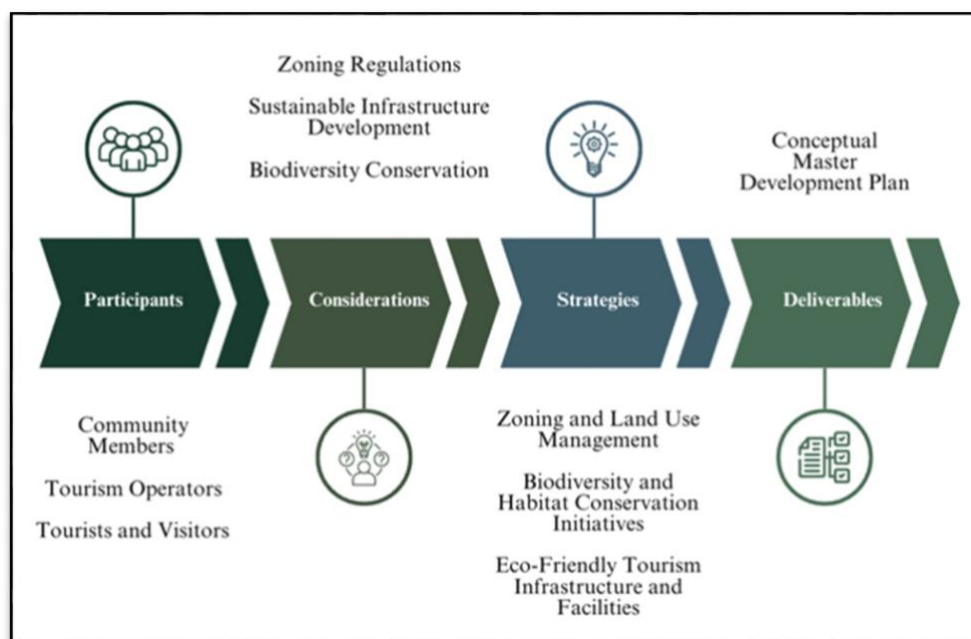 Zoning Regulations
Sustainable Infrastructure
Development
Biodiversity Conservation
Conceptual
Master
Development Plan
Participants
Considerations
Strategies
Deliverables
Community
Members
Tourism Operators
Tourists and Visitors
Zoning and Land Use
Management
Biodiversity and
Habitat Conservation
Initiatives
Eco-Friendly Tourism
Infrastructure and
Facilities